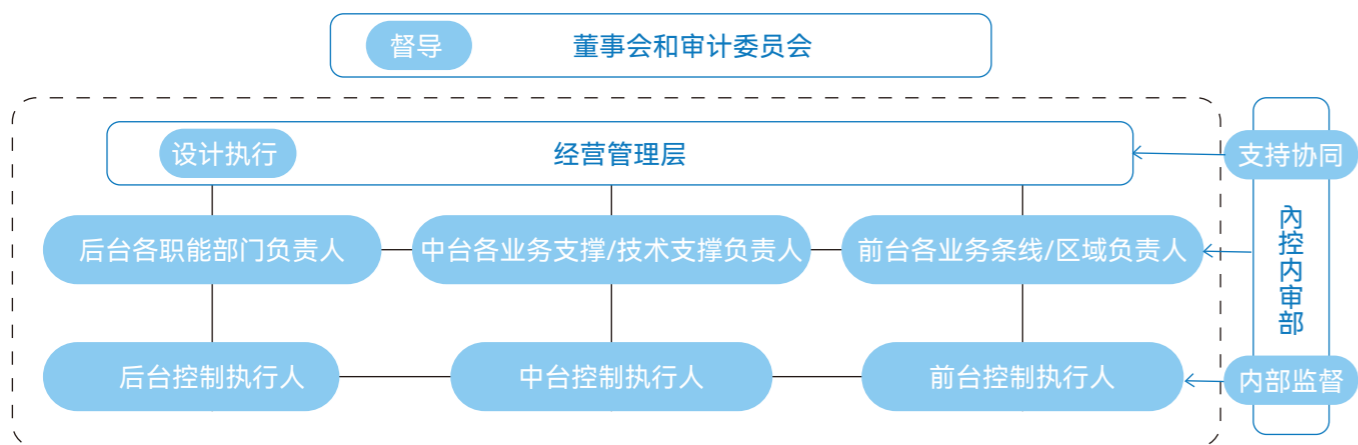 督导
董事会和审计委员会
设计执行
经营管理层
支持协同
后台各职能部门负责人
中台各业务支撑/技术支撑负责人
前台各业务条线/区域负责人
內控内审部
后台控制执行人
中台控制执行人
前台控制执行人
内部监督